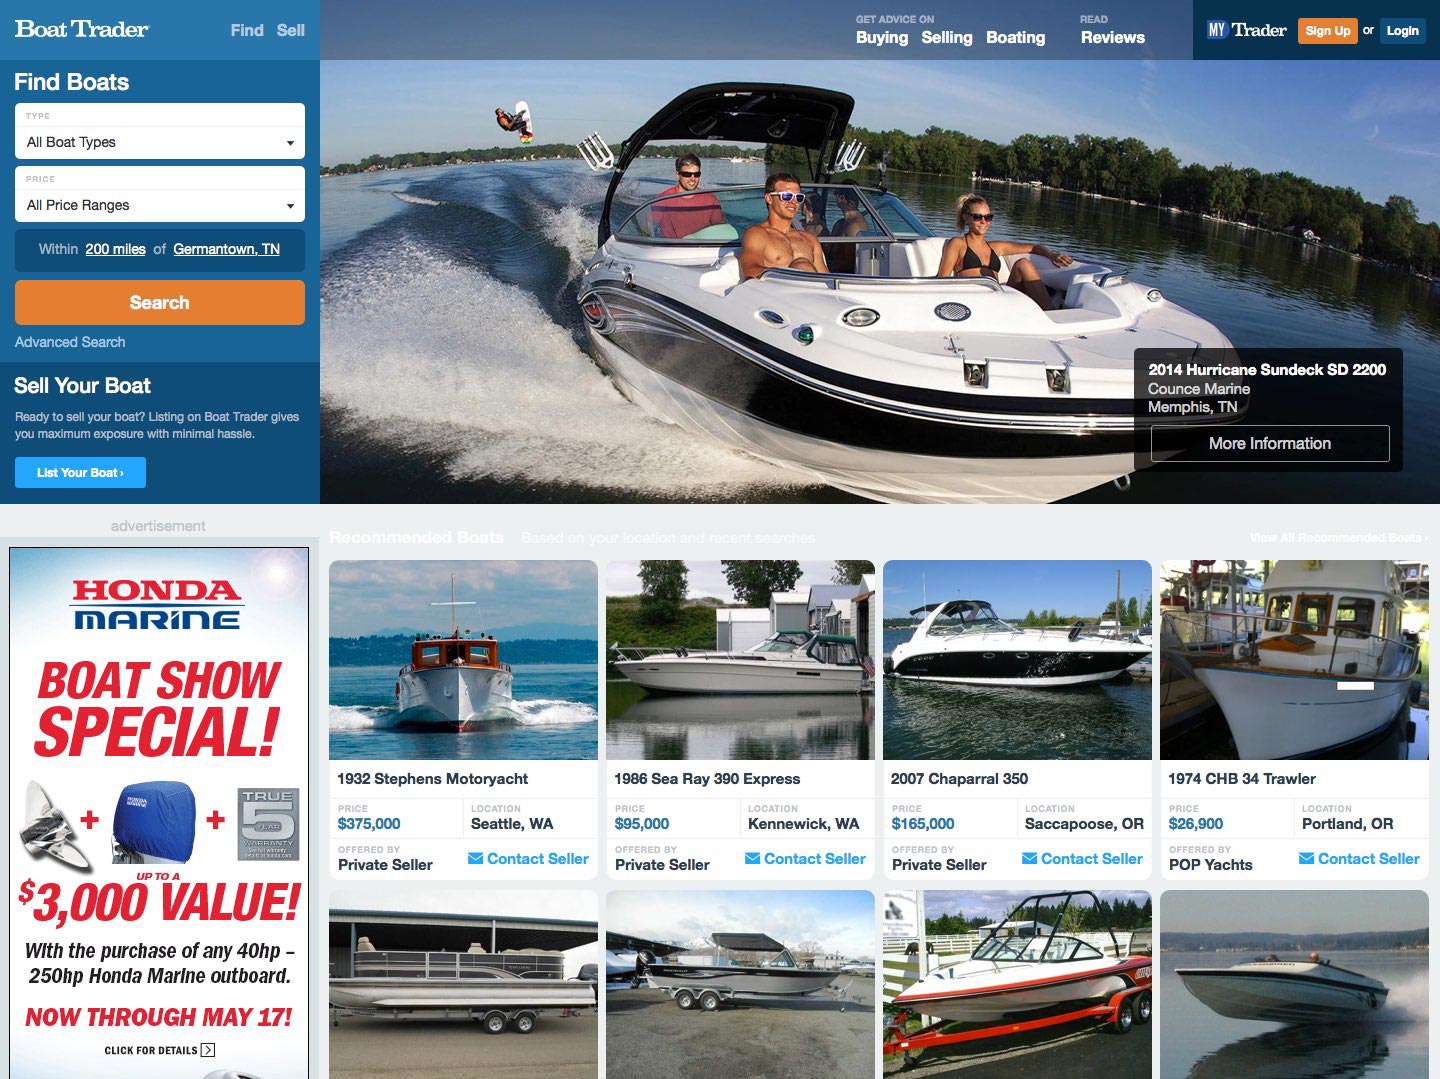 Boat Trader
Find Sell
GET ADVICE ON
Buying Selling Boating
READ
Reviews
MY Trader
Sign Up or Login
Find Boats
TYPE
All Boat Types
PRICE
All Price Ranges
Within 200 miles of Germantown, TN
Search
Advanced Search
Sell Your Boat
Ready to sell your boat? Listing on Boat Trader gives
you maximum exposure with minimal hassle.
List Your Boat ›
2014 Hurricane Sundeck SD 2200
Counce Marine
Memphis, TN
More Information
advertisement
HONDA
MARINE
BOAT SHOW
SPECIAL!
HONDA
MARINE
+ +
TRUE
5
YEAR
WARRANTY
See full warranty
details at honda.com
UP TO A
$3,000 VALUE!
With the purchase of any 40hp –
250hp Honda Marine outboard.
NOW THROUGH MAY 17!
CLICK FOR DETAILS >
Recommended Boats Based on your location and recent searches
View All Recommended Boats ›
1932 Stephens Motoryacht
PRICE
$375,000
LOCATION
Seattle, WA
OFFERED BY
Private Seller
Contact Seller
1986 Sea Ray 390 Express
PRICE
$95,000
LOCATION
Kennewick, WA
OFFERED BY
Private Seller
Contact Seller
2007 Chaparral 350
PRICE
$165,000
LOCATION
Saccapoose, OR
OFFERED BY
Private Seller
Contact Seller
1974 CHB 34 Trawler
PRICE
$26,900
LOCATION
Portland, OR
OFFERED BY
POP Yachts
Contact Seller